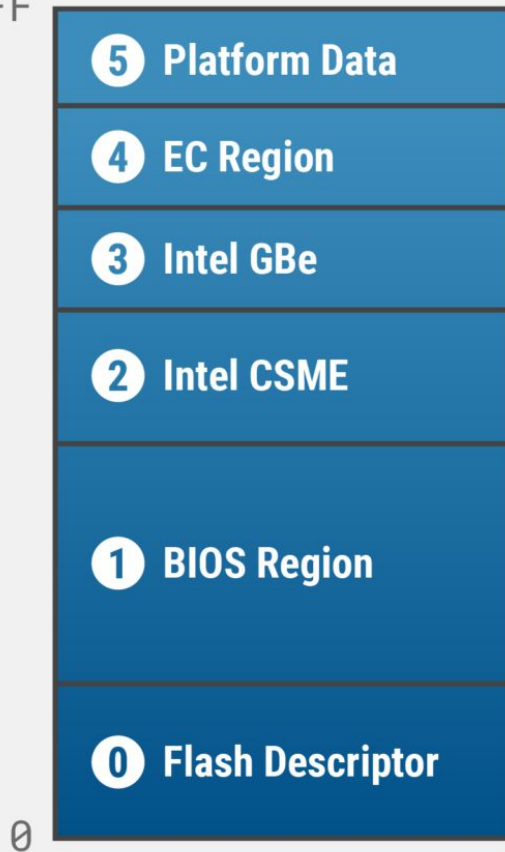 FF
5 Platform Data
4 EC Region
3 Intel GBe
2 Intel CSME
1 BIOS Region
0 Flash Descriptor
0